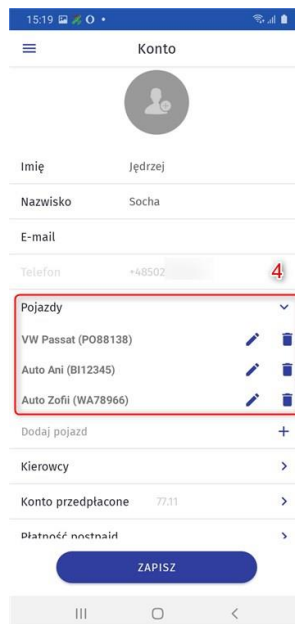 15:19
Konto
Imię Jędrzej
Nazwisko Socha
E-mail
Telefon +48502
4
Pojazdy
VW Passat (PO88138)
Auto Ani (BI12345)
Auto Zofii (WA78966)
Dodaj pojazd +
Kierowcy
Konto przedpłacone 77.11
Płatność postpaid
ZAPISZ